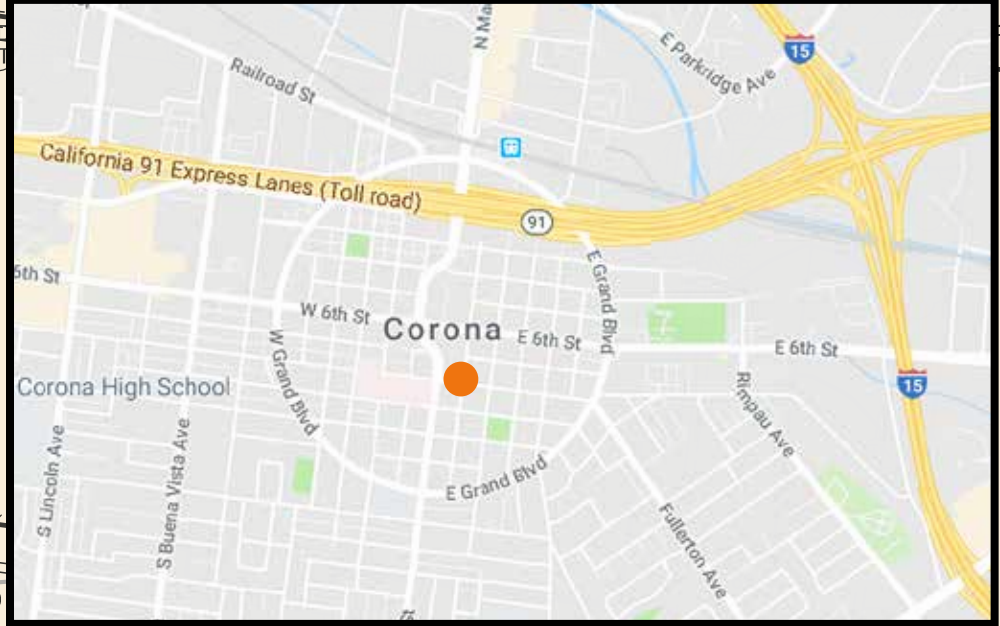 N Ma
E Parkridge Ave
15
Railroad St
California 91 Express Lanes (Toll road)
91
E Grand Blvd
6th St
W 6th St
Corona
E 6th St
E 6th St
15
W Grand Blvd
Corona High School
Rimpau Ave
S Lincoln Ave
S Buena Vista Ave
E Grand Blvd
Fullerton Ave